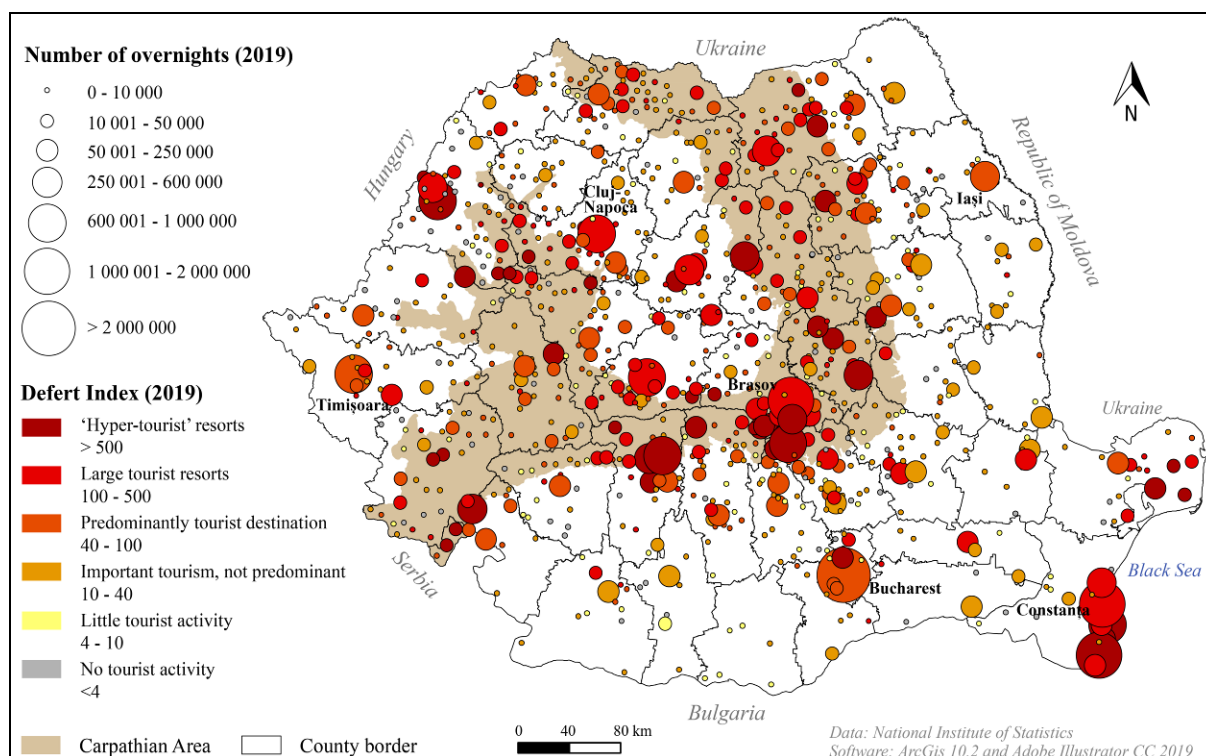 Number of overnights (2019)
0 - 10 000
10 001 - 50 000
50 001 - 250 000
250 001 - 600 000
600 001 - 1 000 000
1 000 001 - 2 000 000
> 2 000 000
Defert Index (2019)
'Hyper-tourist' resorts
> 500
Large tourist resorts
100 - 500
Predominantly tourist destination
40 - 100
Important tourism, not predominant
10 - 40
Little tourist activity
4 - 10
No tourist activity
<4
Carpathian Area
County border
Ukraine
N
Hungary
Republic of Moldova
Cluj-
Napoca
Iași
Timișoara
Brașov
Ukraine
Serbia
Bucharest
Black Sea
Constanța
Bulgaria
0 40 80 km
Data: National Institute of Statistics
Software: ArcGis 10.2 and Adobe Illustrator CC 2019